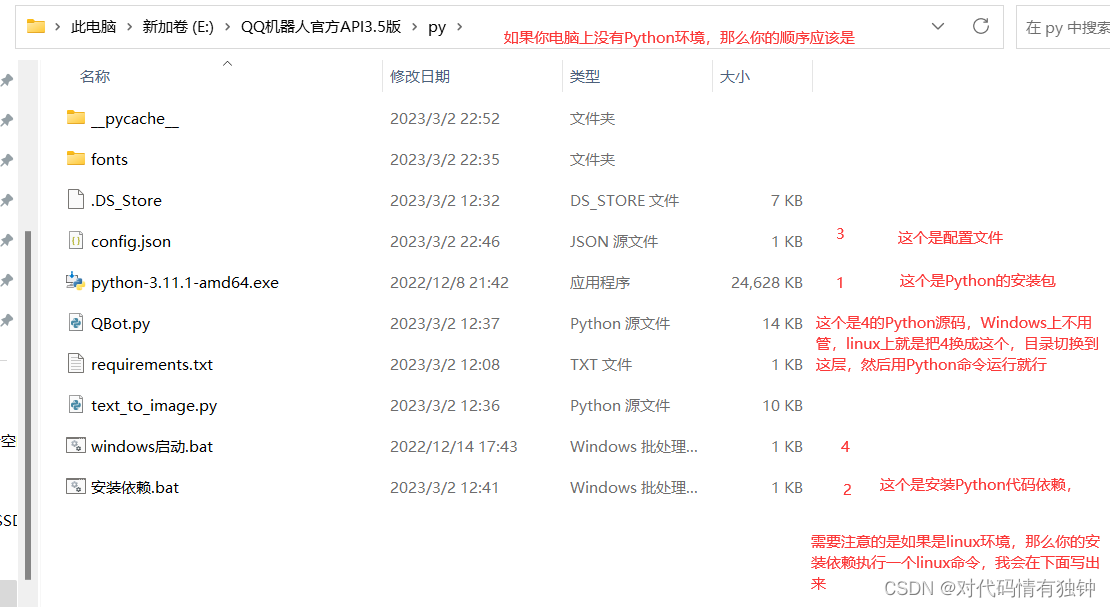 此电脑 › 新加卷 (E:) › QQ机器人官方API3.5版 › py ›
如果你电脑上没有Python环境，那么你的顺序应该是
在 py 中搜索
名称 修改日期 类型 大小
__pycache__ 2023/3/2 22:52 文件夹
fonts 2023/3/2 22:35 文件夹
.DS_Store 2023/3/2 12:32 DS_STORE 文件 7 KB
config.json 2023/3/2 22:46 JSON 源文件 1 KB 3 这个是配置文件
python-3.11.1-amd64.exe 2022/12/8 21:42 应用程序 24,628 KB 1 这个是Python的安装包
QBot.py 2023/3/2 12:37 Python 源文件 14 KB 这个是4的Python源码，Windows上不用
管，linux上就是把4换成这个，目录切换到
requirements.txt 2023/3/2 12:08 TXT 文件 1 KB 这层，然后用Python命令运行就行
text_to_image.py 2023/3/2 12:36 Python 源文件 10 KB
空
windows启动.bat 2022/12/14 17:43 Windows 批处理... 1 KB 4
安装依赖.bat 2023/3/2 12:41 Windows 批处理... 1 KB 2 这个是安装Python代码依赖，
SSD
需要注意的是如果是linux环境，那么你的安
装依赖执行一个linux命令，我会在下面写出
来
CSDN @对代码情有独钟